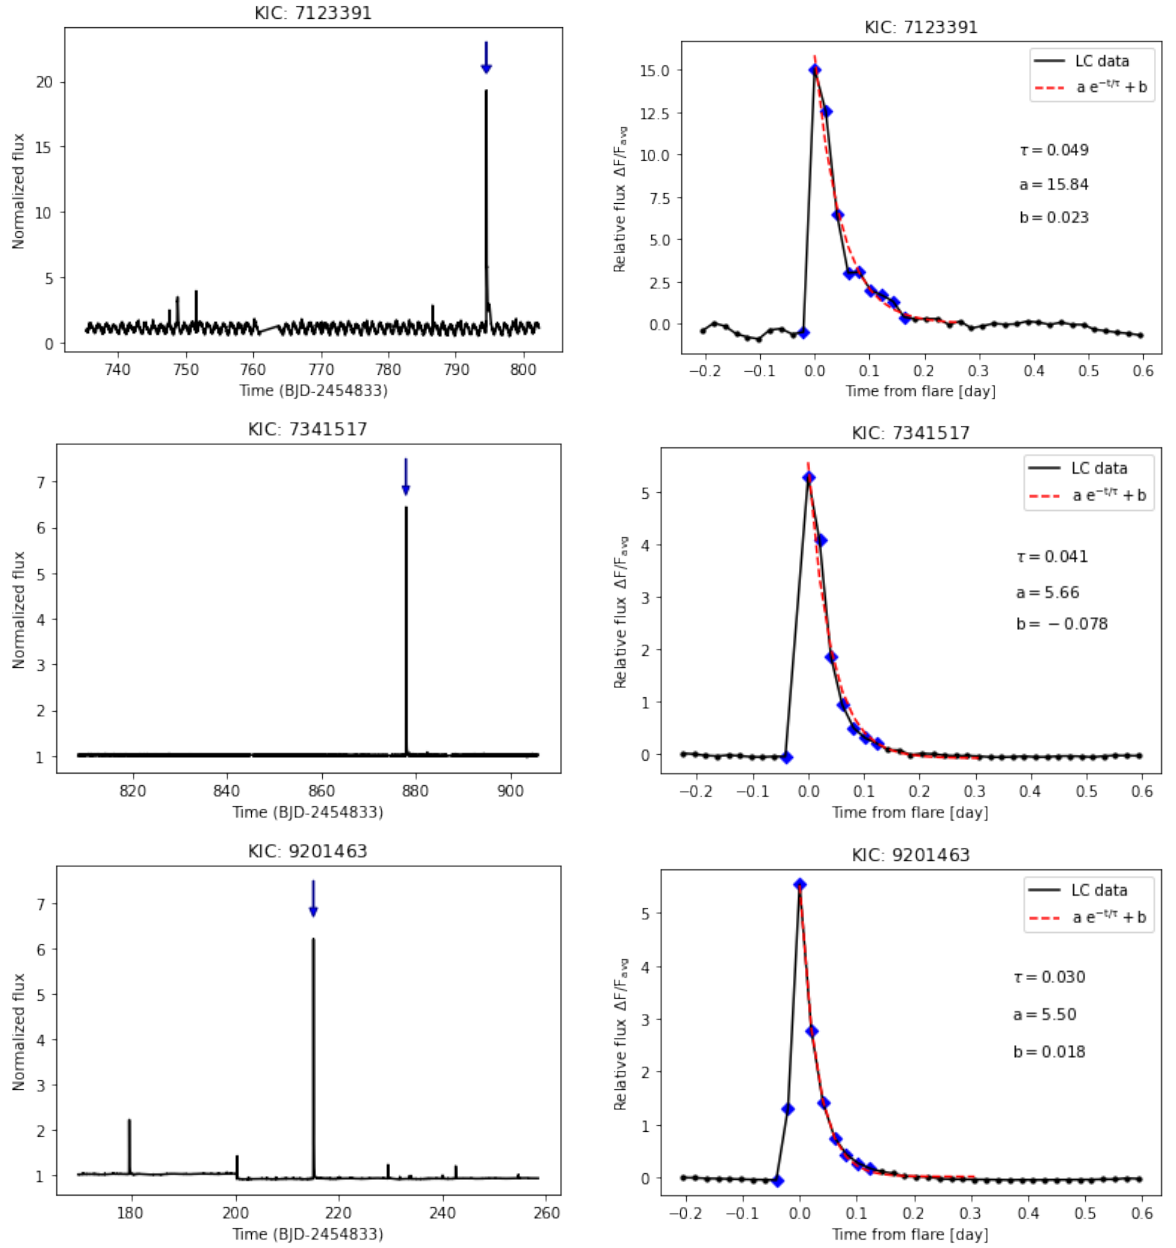 KIC: 7123391
Normalized flux
20
15
10
5
0
740 750 760 770 780 790 800
Time (BJD-2454833)
KIC: 7123391
Relative flux ΔF/F_avg
15.0
12.5
10.0
7.5
5.0
2.5
0.0
−0.2 −0.1 0.0 0.1 0.2 0.3 0.4 0.5 0.6
Time from flare [day]
LC data
a e^{−t/τ} + b
τ = 0.049
a = 15.84
b = 0.023
KIC: 7341517
Normalized flux
7
6
5
4
3
2
1
820 840 860 880 900
Time (BJD-2454833)
KIC: 7341517
Relative flux ΔF/F_avg
5
4
3
2
1
0
−0.2 −0.1 0.0 0.1 0.2 0.3 0.4 0.5 0.6
Time from flare [day]
LC data
a e^{−t/τ} + b
τ = 0.041
a = 5.66
b = −0.078
KIC: 9201463
Normalized flux
7
6
5
4
3
2
1
180 200 220 240 260
Time (BJD-2454833)
KIC: 9201463
Relative flux ΔF/F_avg
5
4
3
2
1
0
−0.2 −0.1 0.0 0.1 0.2 0.3 0.4 0.5 0.6
Time from flare [day]
LC data
a e^{−t/τ} + b
τ = 0.030
a = 5.50
b = 0.018